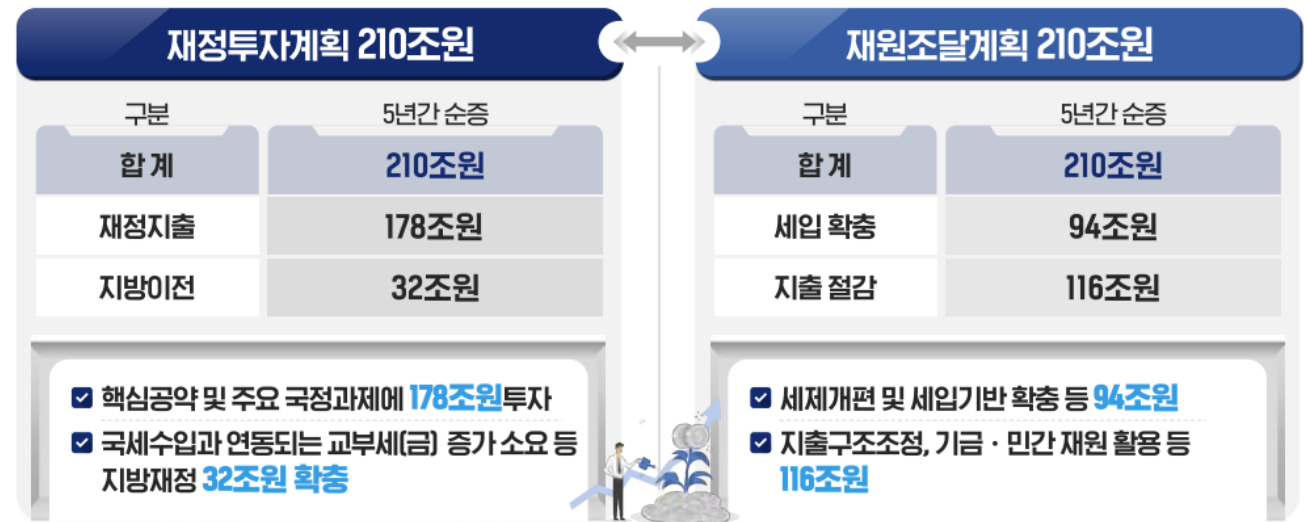 재정투자계획 210조원
구분 5년간 순증
합 계 210조원
재정지출 178조원
지방이전 32조원
핵심공약 및 주요 국정과제에 178조원투자
국세수입과 연동되는 교부세(금) 증가 소요 등
지방재정 32조원 확충
재원조달계획 210조원
구분 5년간 순증
합 계 210조원
세입 확충 94조원
지출 절감 116조원
세제개편 및 세입기반 확충 등 94조원
지출구조조정, 기금 · 민간 재원 활용 등
116조원